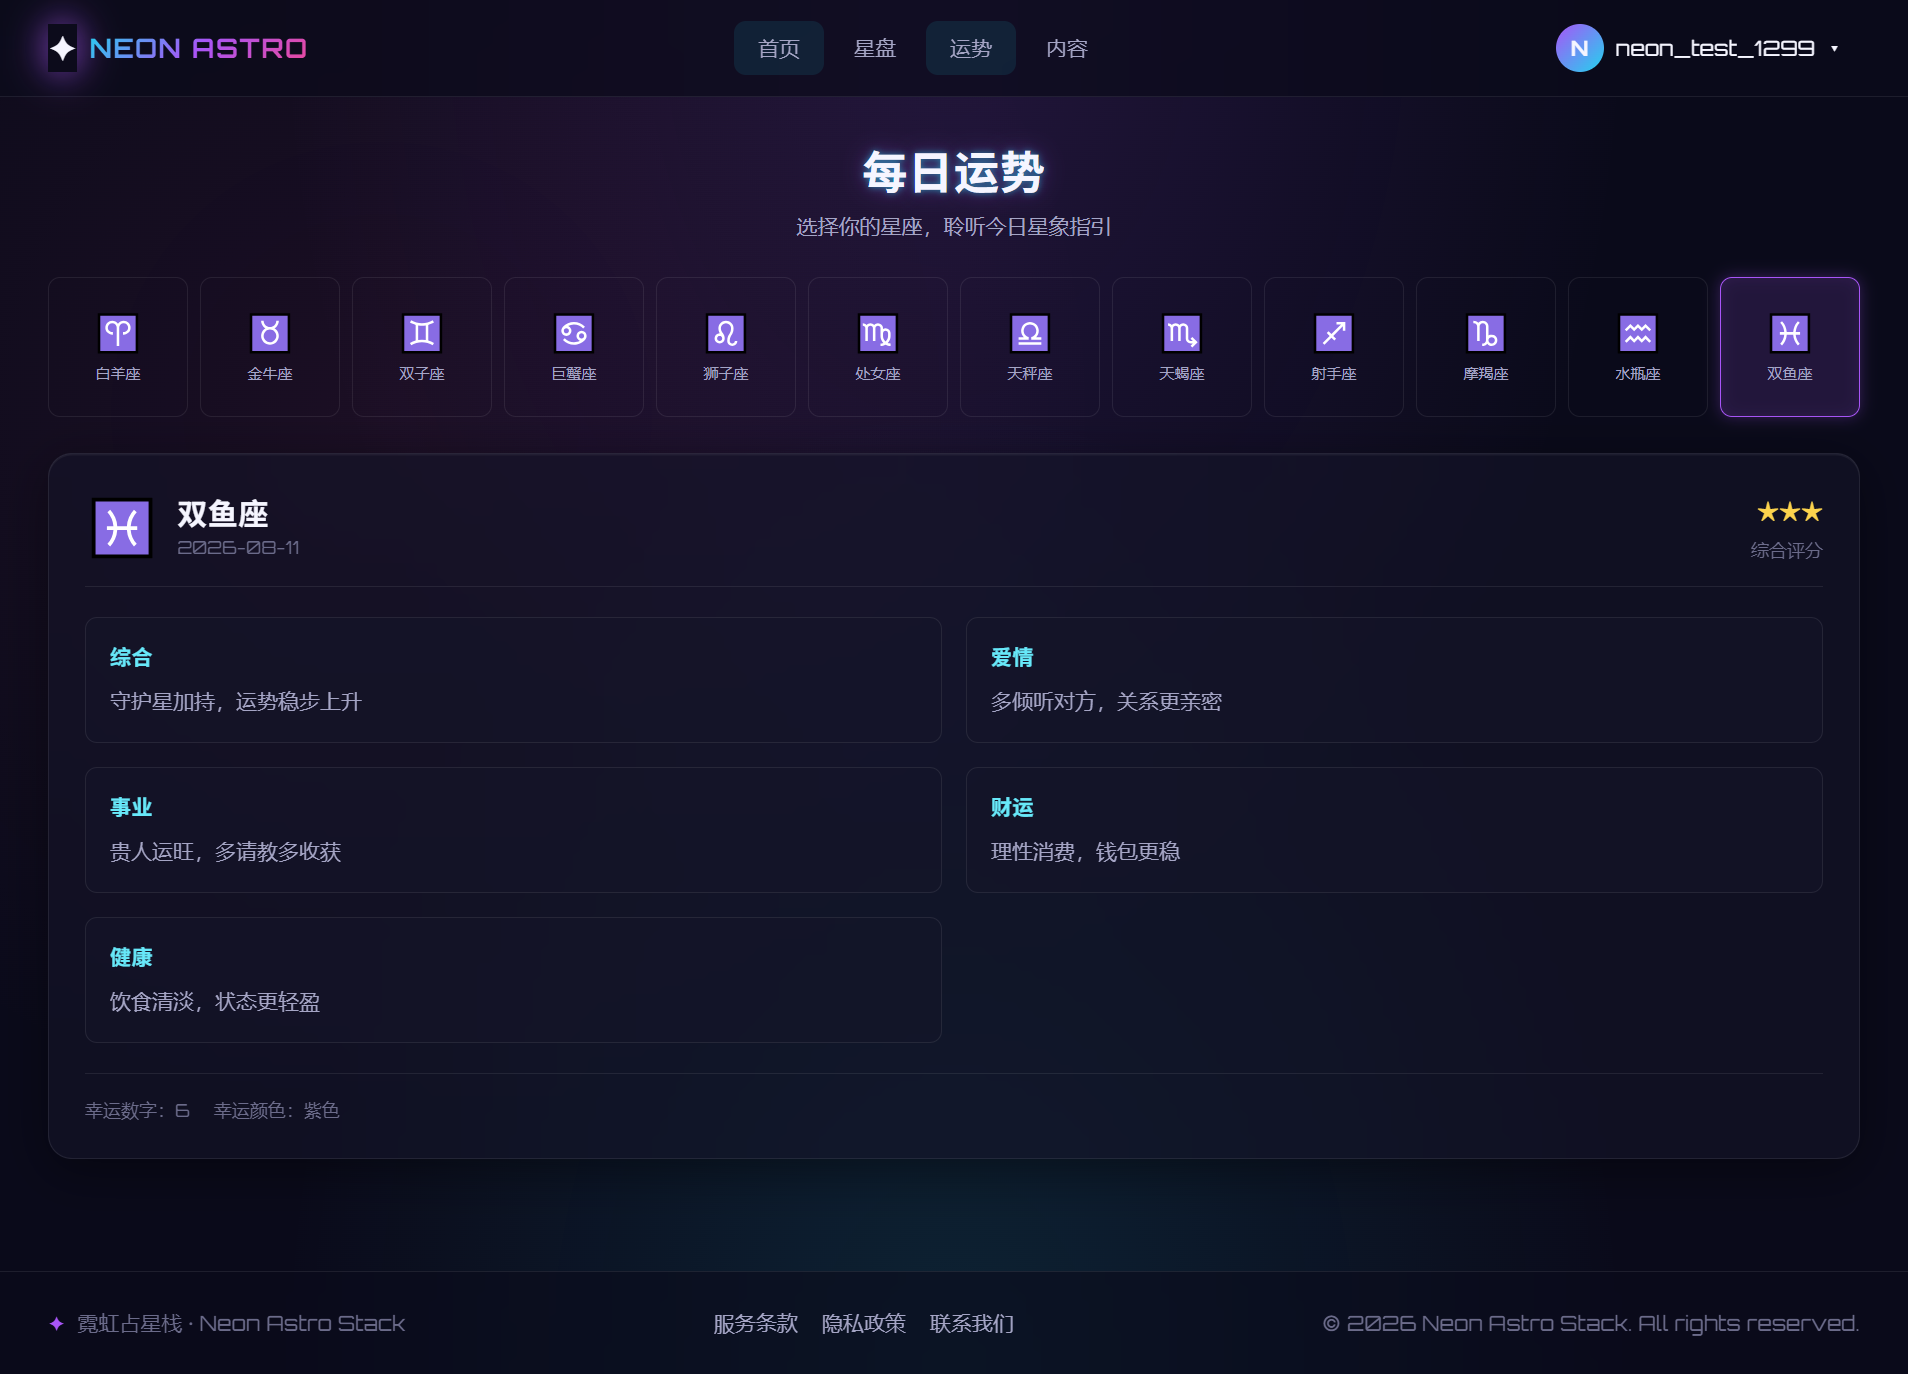 NEON ASTRO
首页 星盘 运势 内容
N neon_test_1299
每日运势
选择你的星座，聆听今日星象指引
白羊座 金牛座 双子座 巨蟹座 狮子座 处女座 天秤座 天蝎座 射手座 摩羯座 水瓶座 双鱼座
双鱼座
2026-08-11
★★★
综合评分
综合
守护星加持，运势稳步上升
爱情
多倾听对方，关系更亲密
事业
贵人运旺，多请教多收获
财运
理性消费，钱包更稳
健康
饮食清淡，状态更轻盈
幸运数字：6 幸运颜色：紫色
✦ 霓虹占星栈 · Neon Astro Stack
服务条款 隐私政策 联系我们
© 2026 Neon Astro Stack. All rights reserved.